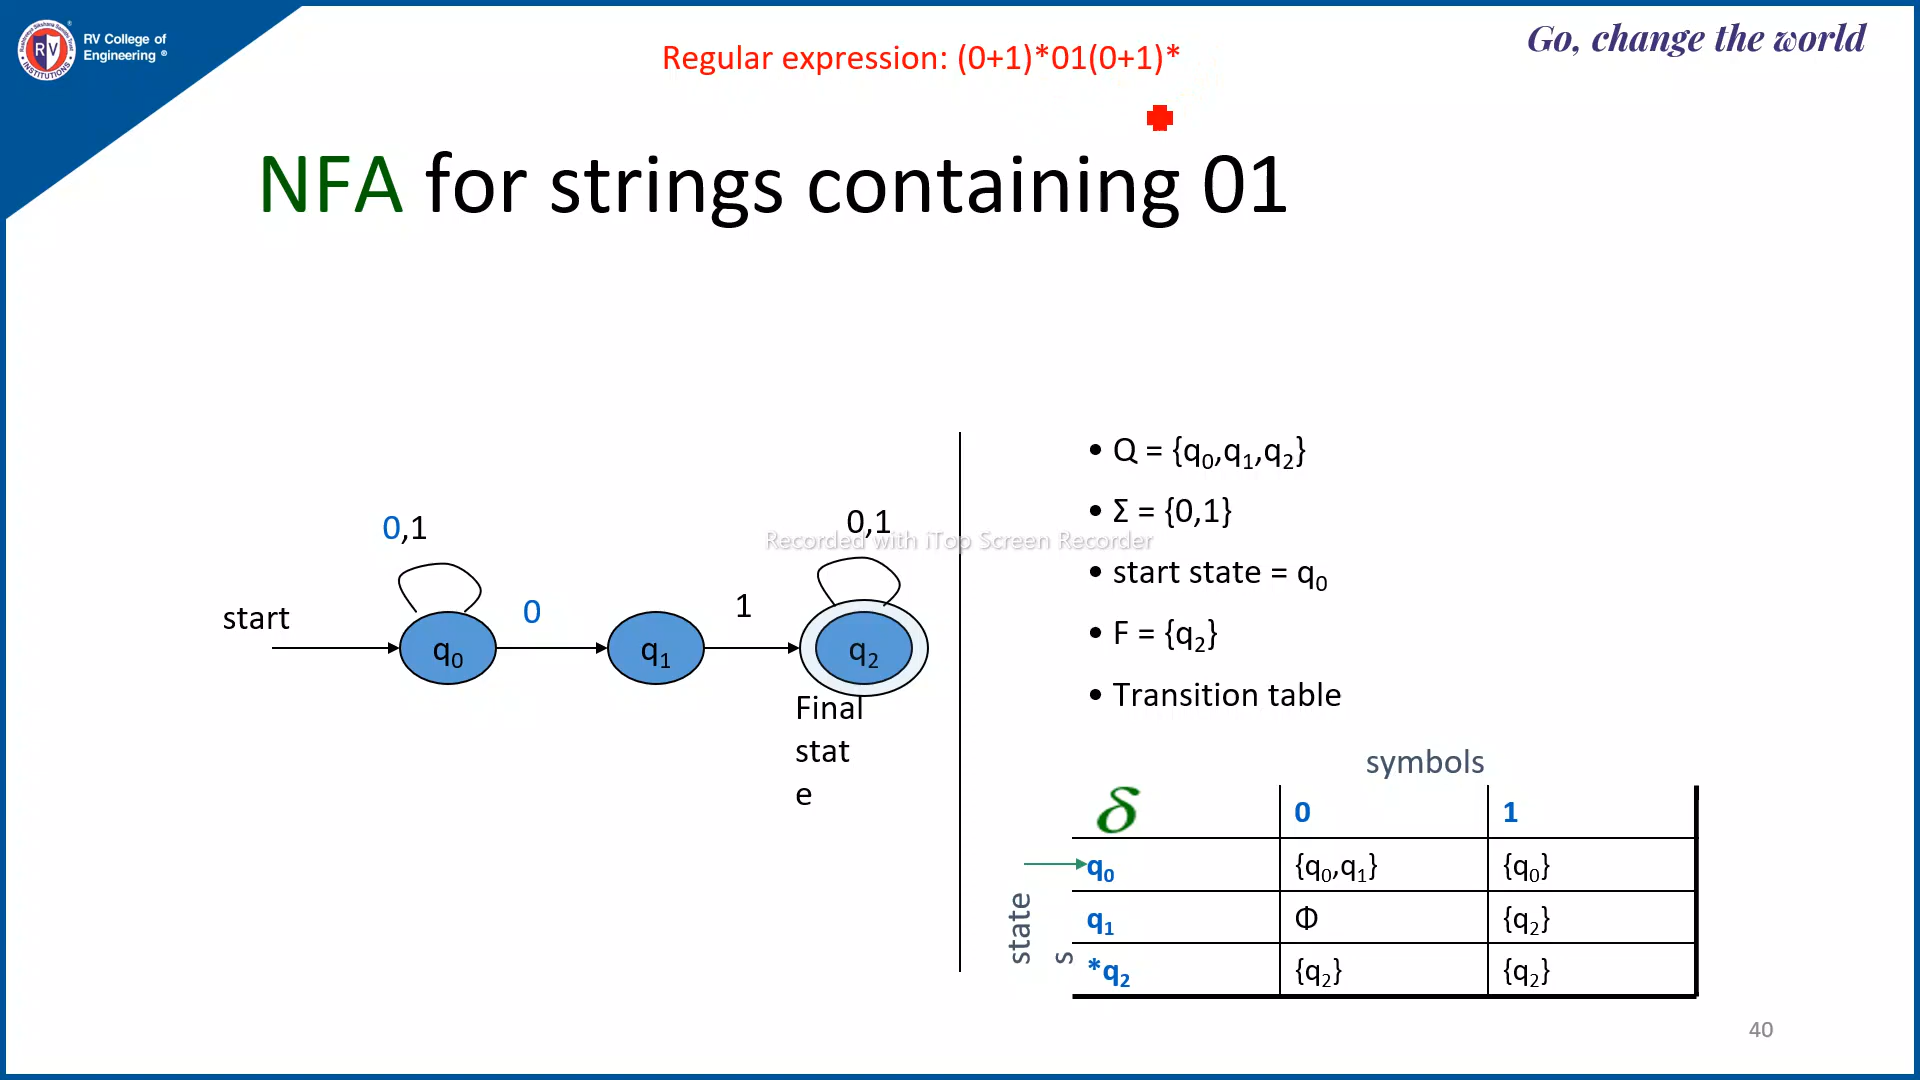 RV College of
Engineering ®
RV
INSTITUTIONS
Go, change the world
Regular expression: (0+1)*01(0+1)*
NFA for strings containing 01
0,1
0,1
start
0
1
q0
q1
q2
Final
stat
e
• Q = {q0,q1,q2}
• Σ = {0,1}
• start state = q0
• F = {q2}
• Transition table
Recorded with iTop Screen Recorder
symbols
state
s
δ 0 1
q0 {q0,q1} {q0}
q1 Φ {q2}
*q2 {q2} {q2}
40